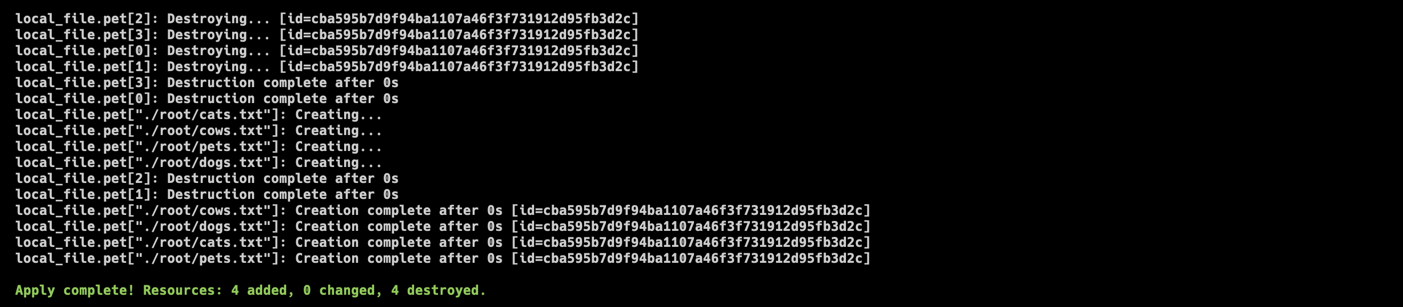 local_file.pet[2]: Destroying... [id=cba595b7d9f94ba1107a46f3f731912d95fb3d2c]
local_file.pet[3]: Destroying... [id=cba595b7d9f94ba1107a46f3f731912d95fb3d2c]
local_file.pet[0]: Destroying... [id=cba595b7d9f94ba1107a46f3f731912d95fb3d2c]
local_file.pet[1]: Destroying... [id=cba595b7d9f94ba1107a46f3f731912d95fb3d2c]
local_file.pet[3]: Destruction complete after 0s
local_file.pet[0]: Destruction complete after 0s
local_file.pet["./root/cats.txt"]: Creating...
local_file.pet["./root/cows.txt"]: Creating...
local_file.pet["./root/pets.txt"]: Creating...
local_file.pet["./root/dogs.txt"]: Creating...
local_file.pet[2]: Destruction complete after 0s
local_file.pet[1]: Destruction complete after 0s
local_file.pet["./root/cows.txt"]: Creation complete after 0s [id=cba595b7d9f94ba1107a46f3f731912d95fb3d2c]
local_file.pet["./root/dogs.txt"]: Creation complete after 0s [id=cba595b7d9f94ba1107a46f3f731912d95fb3d2c]
local_file.pet["./root/cats.txt"]: Creation complete after 0s [id=cba595b7d9f94ba1107a46f3f731912d95fb3d2c]
local_file.pet["./root/pets.txt"]: Creation complete after 0s [id=cba595b7d9f94ba1107a46f3f731912d95fb3d2c]
Apply complete! Resources: 4 added, 0 changed, 4 destroyed.